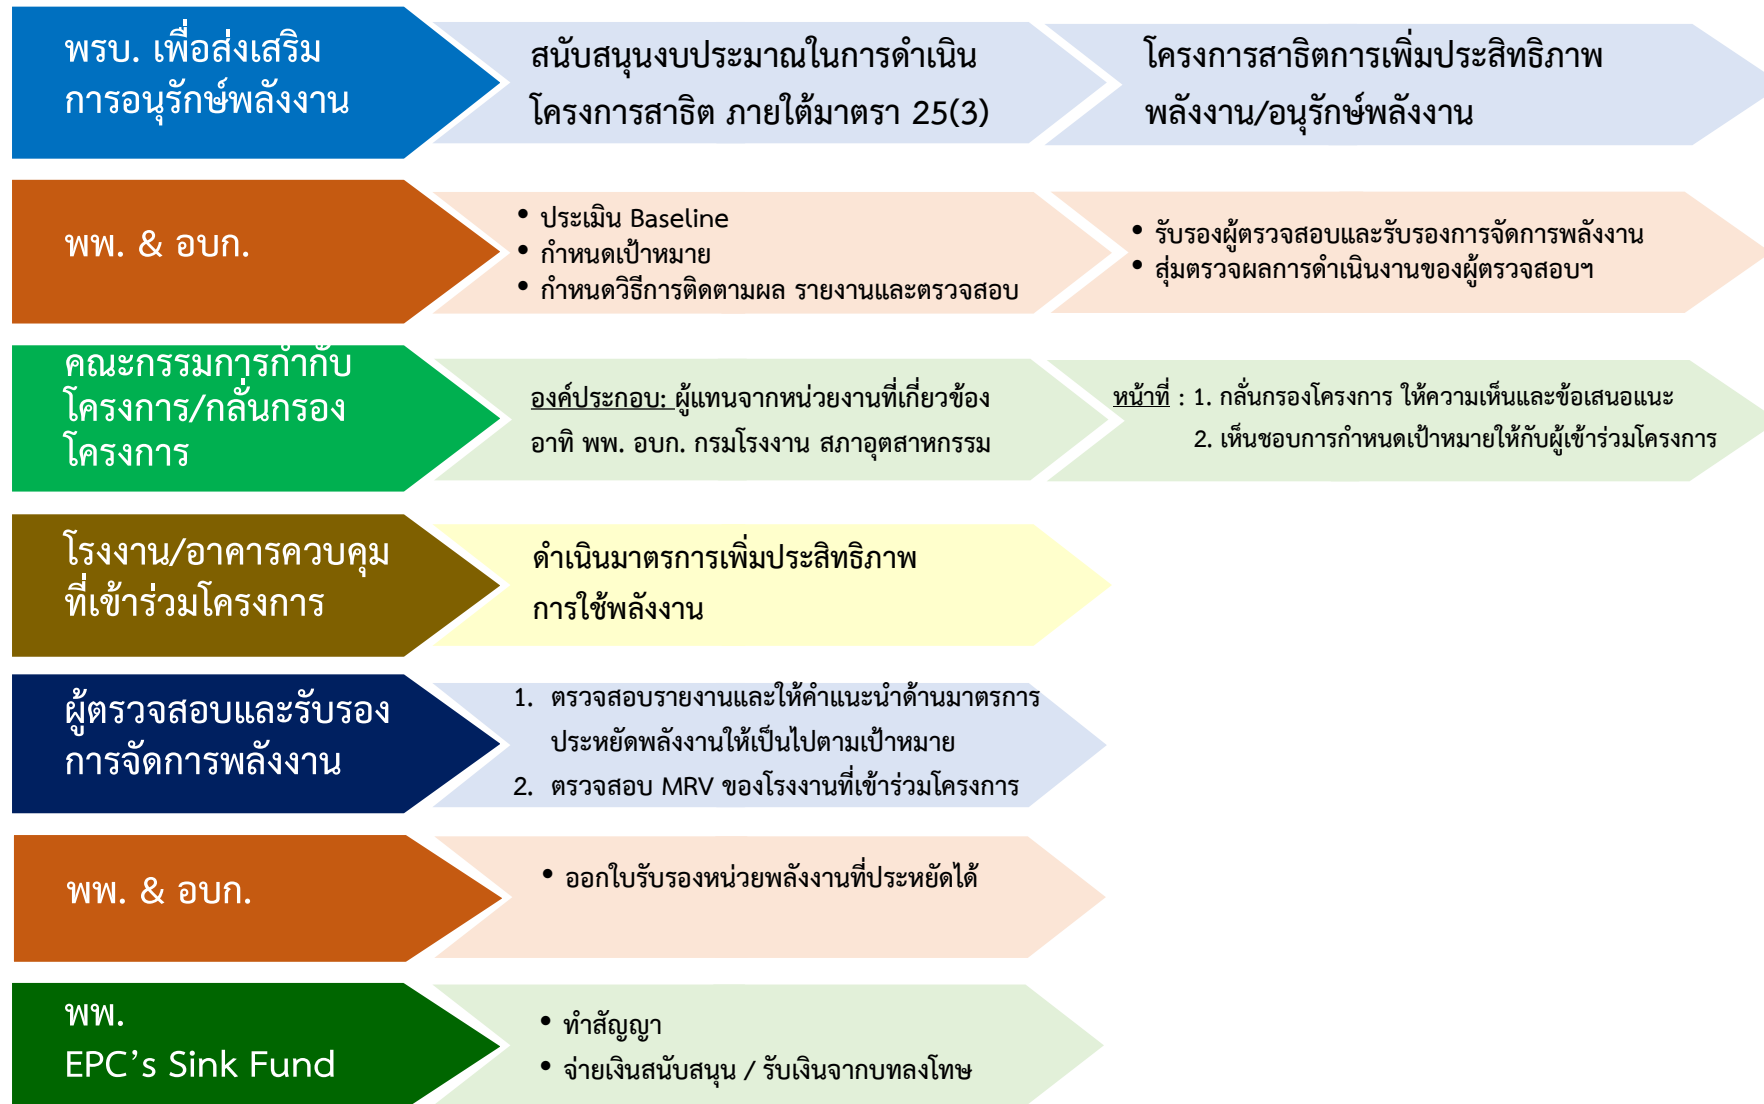 พรบ. เพื่อส่งเสริม
การอนุรักษ์พลังงาน
สนับสนุนงบประมาณในการดำเนิน
โครงการสาธิต ภายใต้มาตรา 25(3)
โครงการสาธิตการเพิ่มประสิทธิภาพ
พลังงาน/อนุรักษ์พลังงาน
พพ. & อบก.
• ประเมิน Baseline
• กำหนดเป้าหมาย
• กำหนดวิธีการติดตามผล รายงานและตรวจสอบ
• รับรองผู้ตรวจสอบและรับรองการจัดการพลังงาน
• สุ่มตรวจผลการดำเนินงานของผู้ตรวจสอบฯ
คณะกรรมการกำกับ
โครงการ/กลั่นกรอง
โครงการ
องค์ประกอบ: ผู้แทนจากหน่วยงานที่เกี่ยวข้อง
อาทิ พพ. อบก. กรมโรงงาน สภาอุตสาหกรรม
หน้าที่ : 1. กลั่นกรองโครงการ ให้ความเห็นและข้อเสนอแนะ
2. เห็นชอบการกำหนดเป้าหมายให้กับผู้เข้าร่วมโครงการ
โรงงาน/อาคารควบคุม
ที่เข้าร่วมโครงการ
ดำเนินมาตรการเพิ่มประสิทธิภาพ
การใช้พลังงาน
ผู้ตรวจสอบและรับรอง
การจัดการพลังงาน
1. ตรวจสอบรายงานและให้คำแนะนำด้านมาตรการ
ประหยัดพลังงานให้เป็นไปตามเป้าหมาย
2. ตรวจสอบ MRV ของโรงงานที่เข้าร่วมโครงการ
พพ. & อบก.
• ออกใบรับรองหน่วยพลังงานที่ประหยัดได้
พพ.
EPC’s Sink Fund
• ทำสัญญา
• จ่ายเงินสนับสนุน / รับเงินจากบทลงโทษ